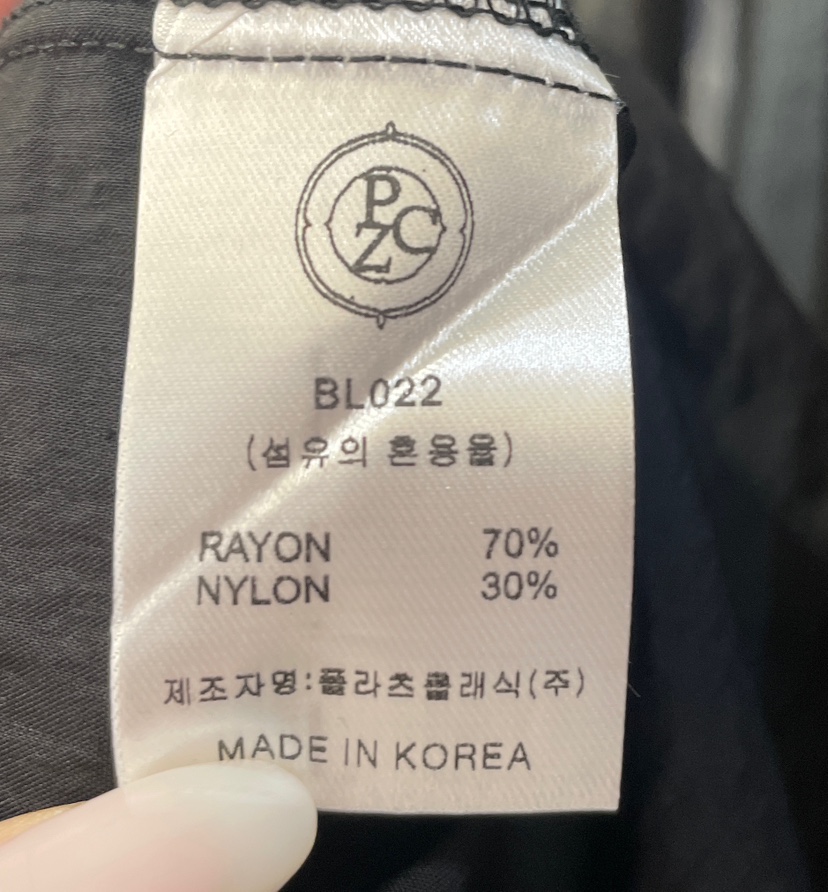 PZC
BL022
(섬유의 혼용율)
RAYON 70%
NYLON 30%
제조자명:플라츠클래식(주)
MADE IN KOREA